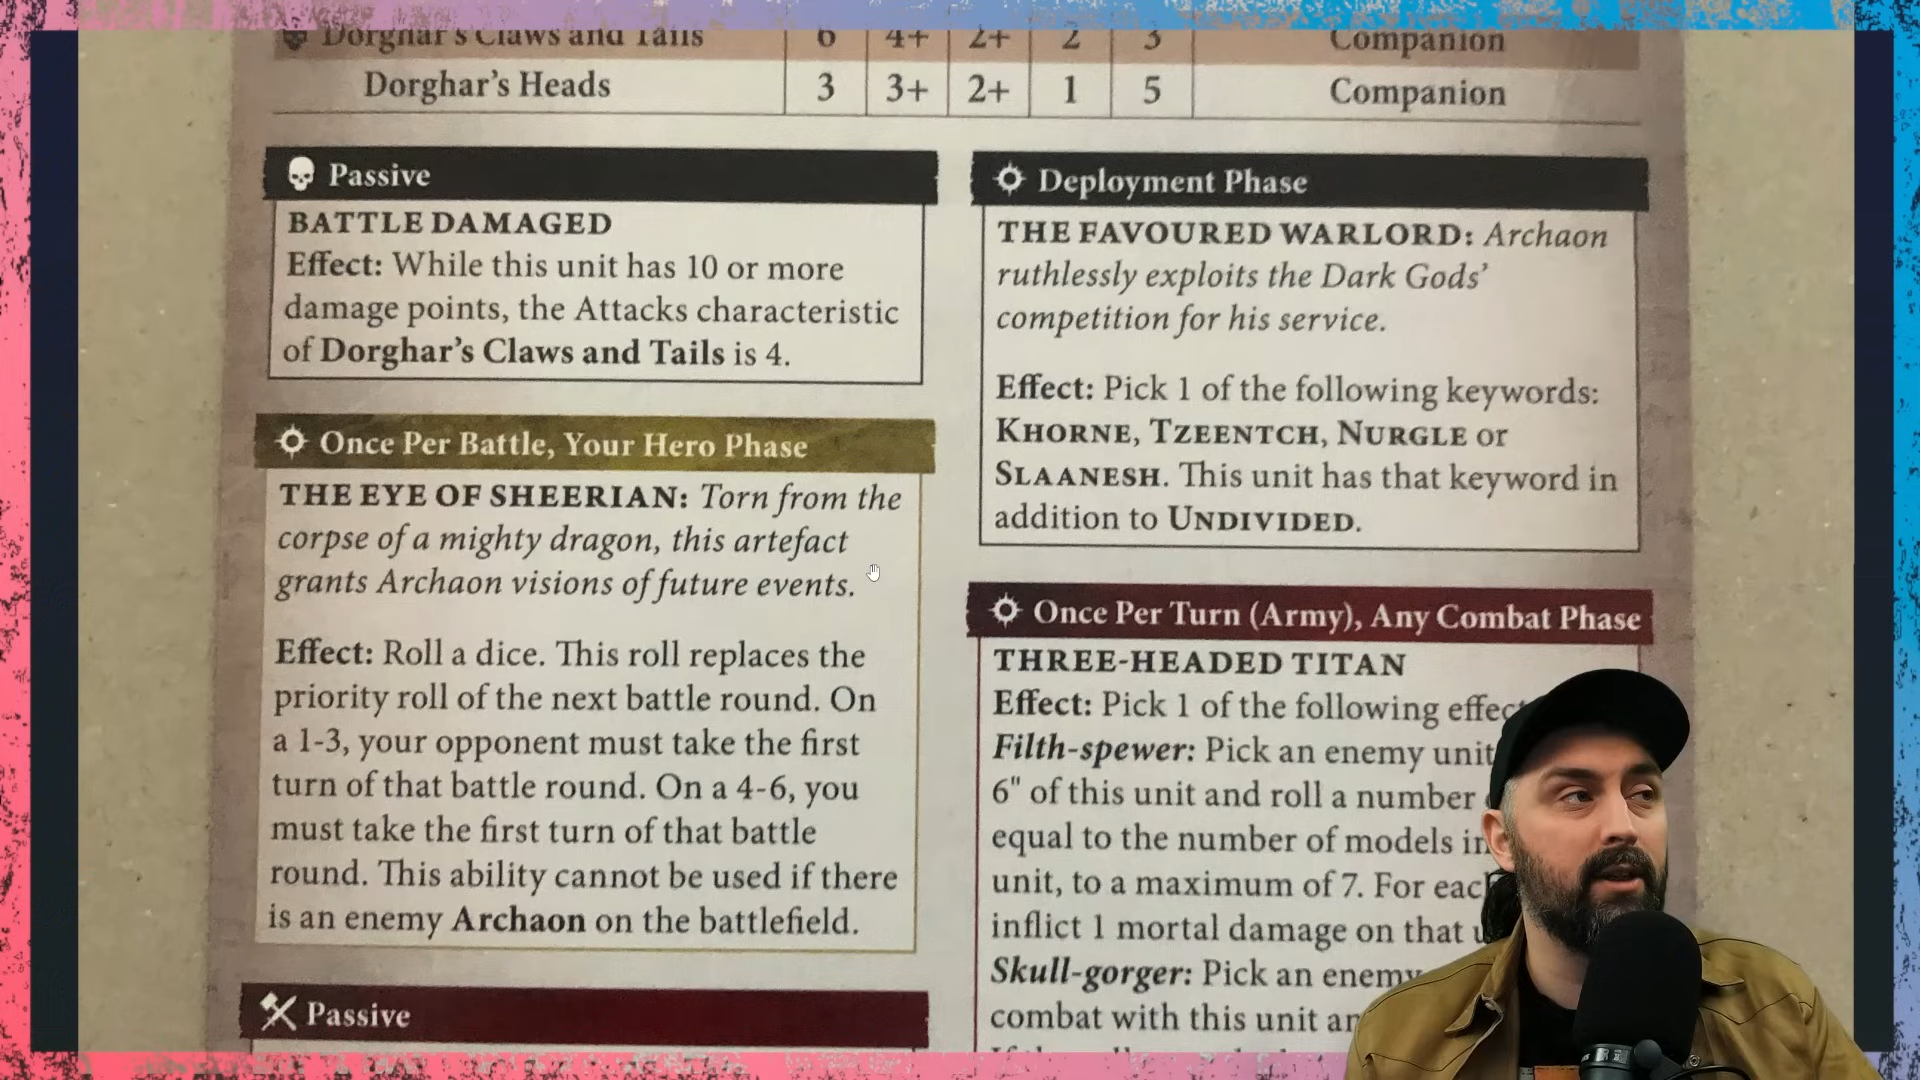 Dorghar's Claws and Tails 6 4+ 2+ 2 3 Companion
Dorghar's Heads 3 3+ 2+ 1 5 Companion
Passive
BATTLE DAMAGED
Effect: While this unit has 10 or more
damage points, the Attacks characteristic
of Dorghar's Claws and Tails is 4.
Once Per Battle, Your Hero Phase
THE EYE OF SHEERIAN: Torn from the
corpse of a mighty dragon, this artefact
grants Archaon visions of future events.
Effect: Roll a dice. This roll replaces the
priority roll of the next battle round. On
a 1-3, your opponent must take the first
turn of that battle round. On a 4-6, you
must take the first turn of that battle
round. This ability cannot be used if there
is an enemy Archaon on the battlefield.
Passive
Deployment Phase
THE FAVOURED WARLORD: Archaon
ruthlessly exploits the Dark Gods'
competition for his service.
Effect: Pick 1 of the following keywords:
KHORNE, TZEENTCH, NURGLE or
SLAANESH. This unit has that keyword in
addition to UNDIVIDED.
Once Per Turn (Army), Any Combat Phase
THREE-HEADED TITAN
Effect: Pick 1 of the following
Filth-spewer: Pick an enemy unit
6" of this unit and roll a number
equal to the number of models
unit, to a maximum of 7. For
inflict 1 mortal damage on that
Skull-gorger: Pick an enemy
combat with this unit